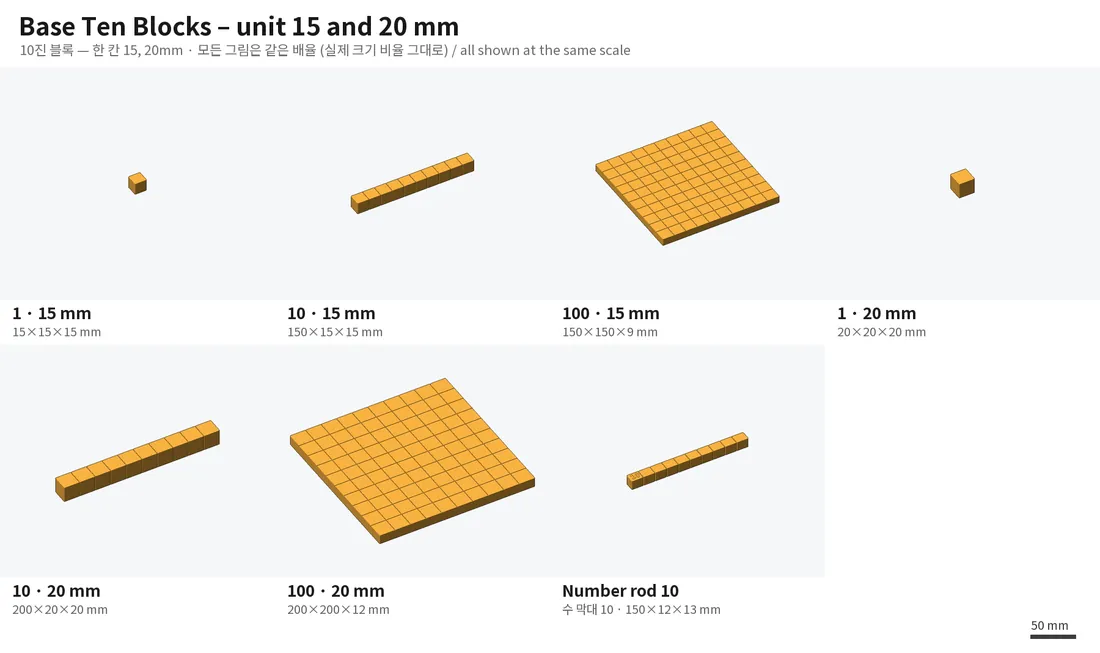 Base Ten Blocks – unit 15 and 20 mm
10진 블록 — 한 칸 15, 20mm · 모든 그림은 같은 배율 (실제 크기 비율 그대로) / all shown at the same scale
1 · 15 mm
15×15×15 mm
10 · 15 mm
150×15×15 mm
100 · 15 mm
150×150×9 mm
1 · 20 mm
20×20×20 mm
10 · 20 mm
200×20×20 mm
100 · 20 mm
200×200×12 mm
10
Number rod 10
수 막대 10 · 150×12×13 mm
50 mm